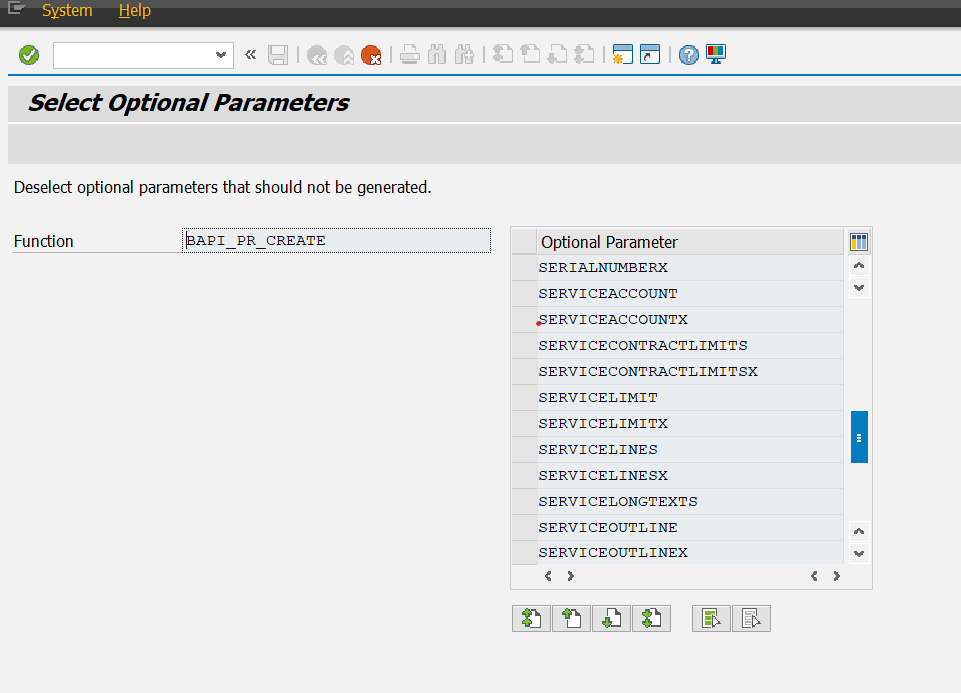 System Help
Select Optional Parameters
Deselect optional parameters that should not be generated.
Function BAPI_PR_CREATE
Optional Parameter
SERIALNUMBERX
SERVICEACCOUNT
SERVICEACCOUNTX
SERVICECONTRACTLIMITS
SERVICECONTRACTLIMITSX
SERVICELIMIT
SERVICELIMITX
SERVICELINES
SERVICELINESX
SERVICELONGTEXTS
SERVICEOUTLINE
SERVICEOUTLINEX